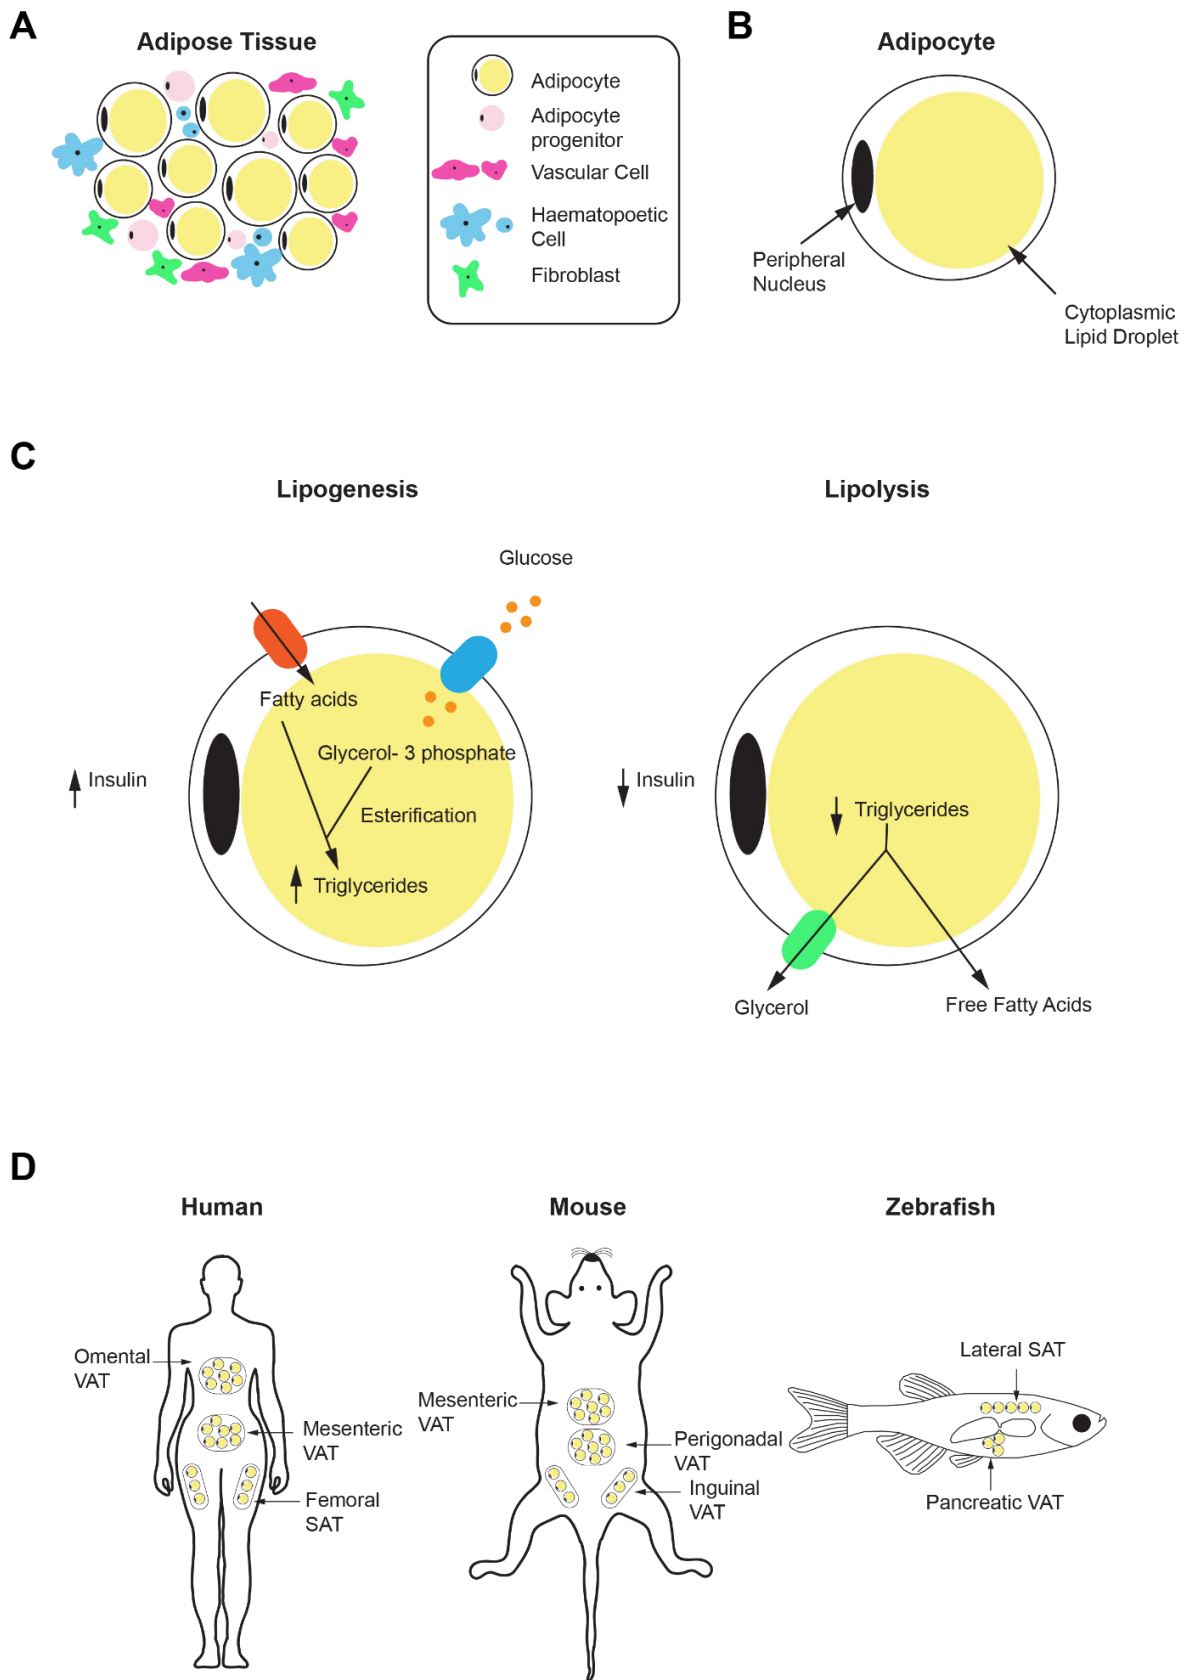 A
Adipose Tissue
Adipocyte
Adipocyte
progenitor
Vascular Cell
Haematopoetic
Cell
Fibroblast
B
Adipocyte
Peripheral
Nucleus
Cytoplasmic
Lipid Droplet
C
Lipogenesis
Glucose
Fatty acids
Glycerol- 3 phosphate
Insulin
Esterification
Triglycerides
Lipolysis
Insulin
Triglycerides
Glycerol
Free Fatty Acids
D
Human
Omental
VAT
Mesenteric
VAT
Femoral
SAT
Mouse
Mesenteric
VAT
Perigonadal
VAT
Inguinal
VAT
Zebrafish
Lateral SAT
Pancreatic VAT